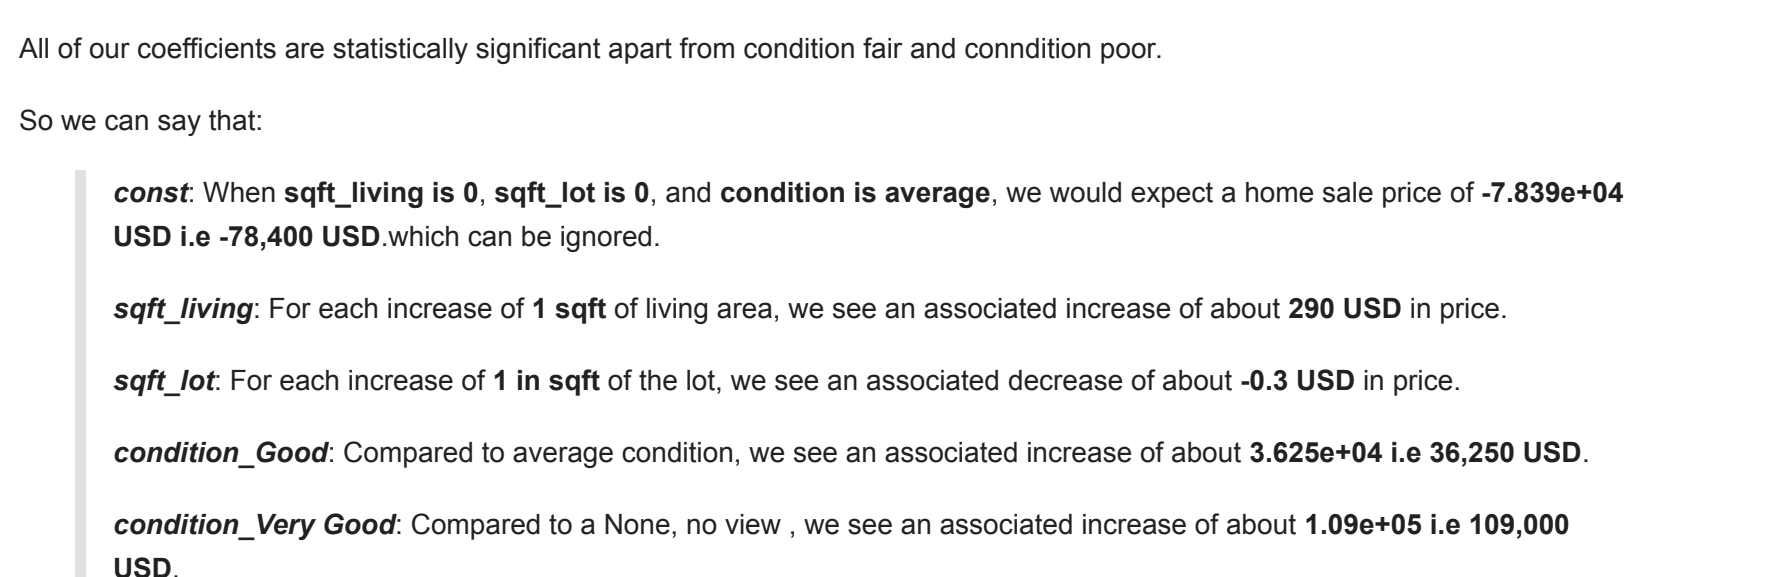 All of our coefficients are statistically significant apart from condition fair and conndition poor.
So we can say that:
const: When sqft_living is 0, sqft_lot is 0, and condition is average, we would expect a home sale price of -7.839e+04
USD i.e -78,400 USD.which can be ignored.
sqft_living: For each increase of 1 sqft of living area, we see an associated increase of about 290 USD in price.
sqft_lot: For each increase of 1 in sqft of the lot, we see an associated decrease of about -0.3 USD in price.
condition_Good: Compared to average condition, we see an associated increase of about 3.625e+04 i.e 36,250 USD.
condition_Very Good: Compared to a None, no view , we see an associated increase of about 1.09e+05 i.e 109,000
USD.